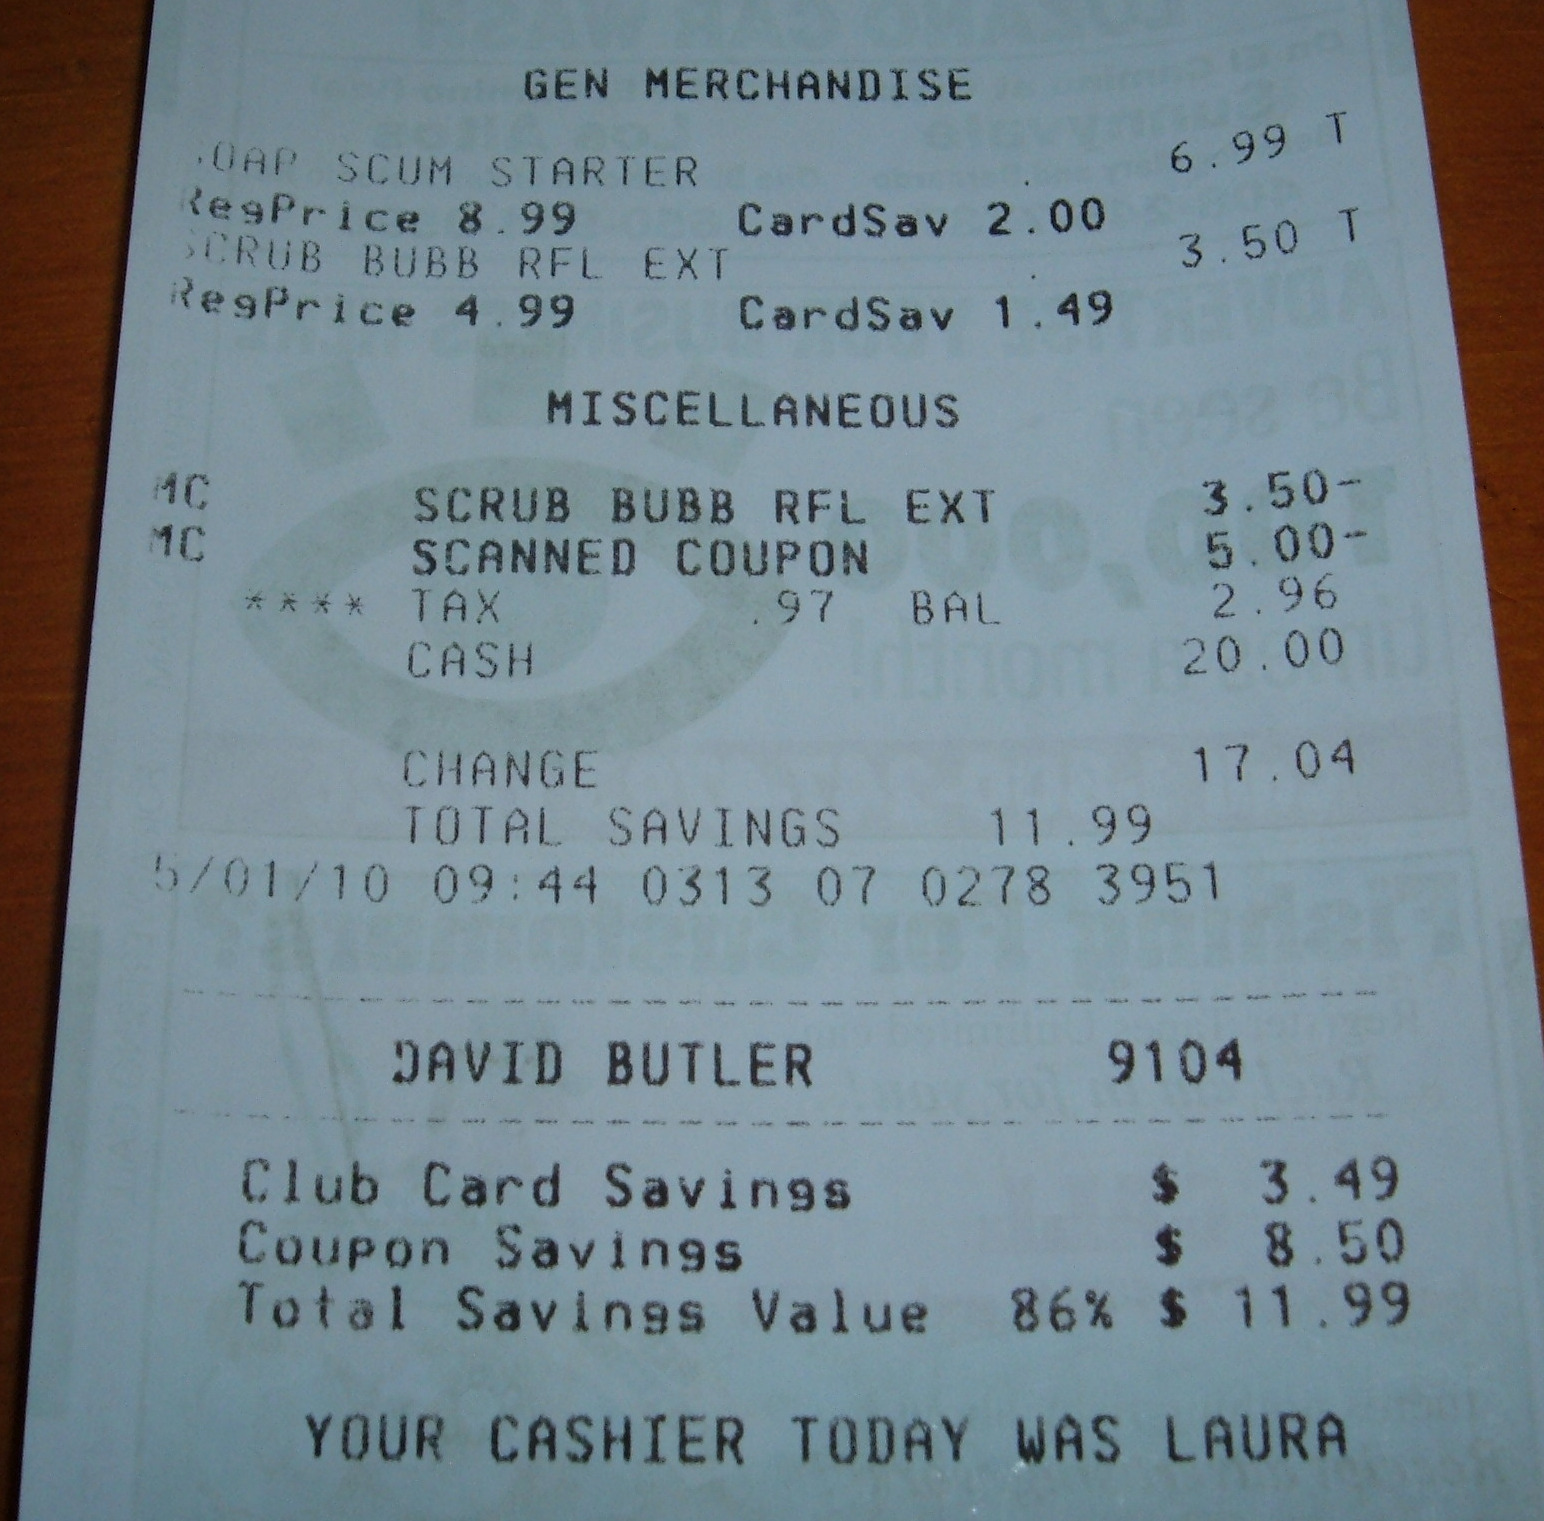 GEN MERCHANDISE
SOAP SCUM STARTER 6.99 T
RegPrice 8.99 CardSav 2.00
SCRUB BUBB RFL EXT 3.50 T
RegPrice 4.99 CardSav 1.49
MISCELLANEOUS
MC SCRUB BUBB RFL EXT 3.50-
MC SCANNED COUPON 5.00-
**** TAX .97 BAL 2.96
CASH 20.00
CHANGE 17.04
TOTAL SAVINGS 11.99
5/01/10 09:44 0313 07 0278 3951
DAVID BUTLER 9104
Club Card Savings $ 3.49
Coupon Savings $ 8.50
Total Savings Value 86% $ 11.99
YOUR CASHIER TODAY WAS LAURA